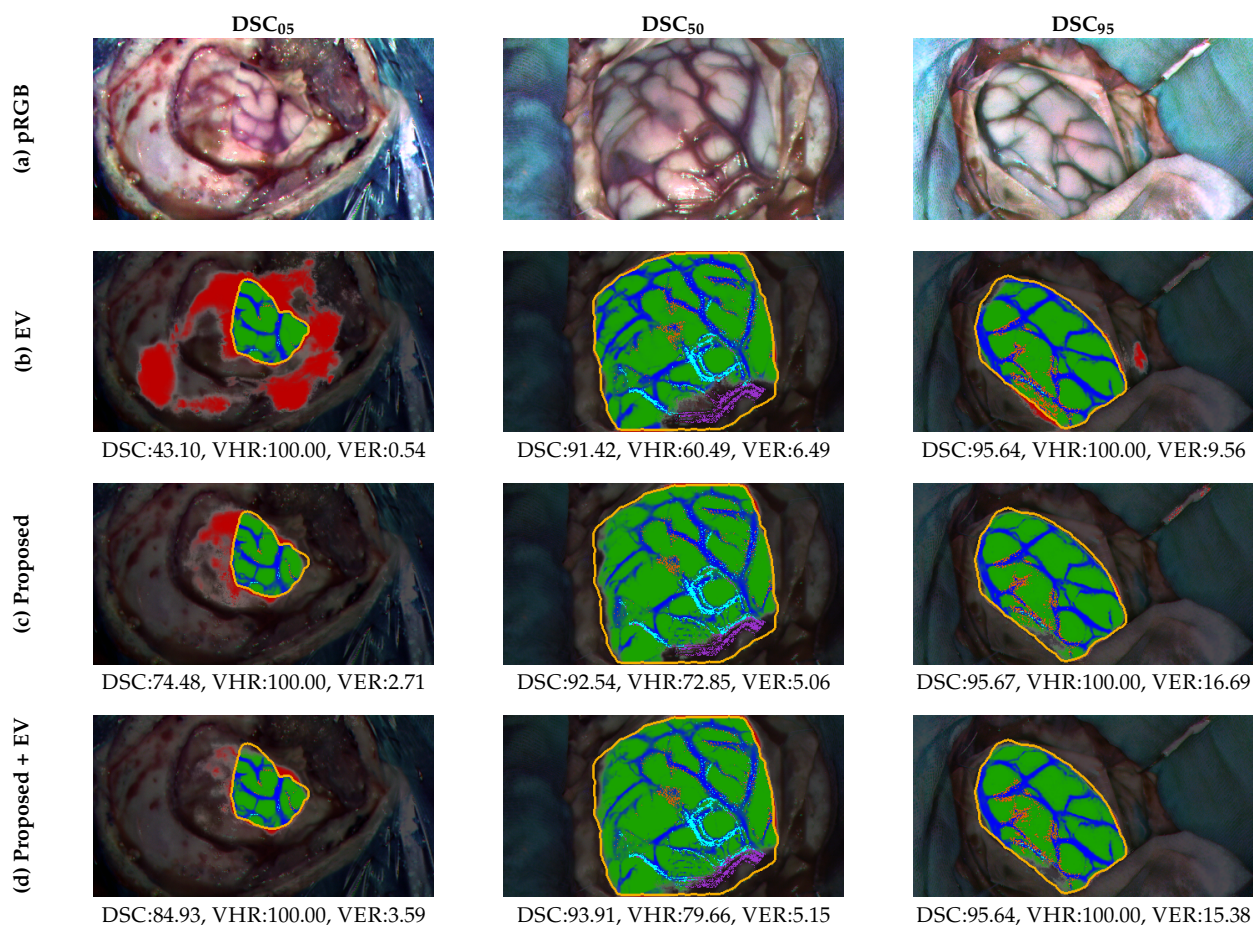 DSC₀₅ DSC₅₀ DSC₉₅
(a) pRGB
(b) EV
DSC:43.10, VHR:100.00, VER:0.54 DSC:91.42, VHR:60.49, VER:6.49 DSC:95.64, VHR:100.00, VER:9.56
(c) Proposed
DSC:74.48, VHR:100.00, VER:2.71 DSC:92.54, VHR:72.85, VER:5.06 DSC:95.67, VHR:100.00, VER:16.69
(d) Proposed + EV
DSC:84.93, VHR:100.00, VER:3.59 DSC:93.91, VHR:79.66, VER:5.15 DSC:95.64, VHR:100.00, VER:15.38